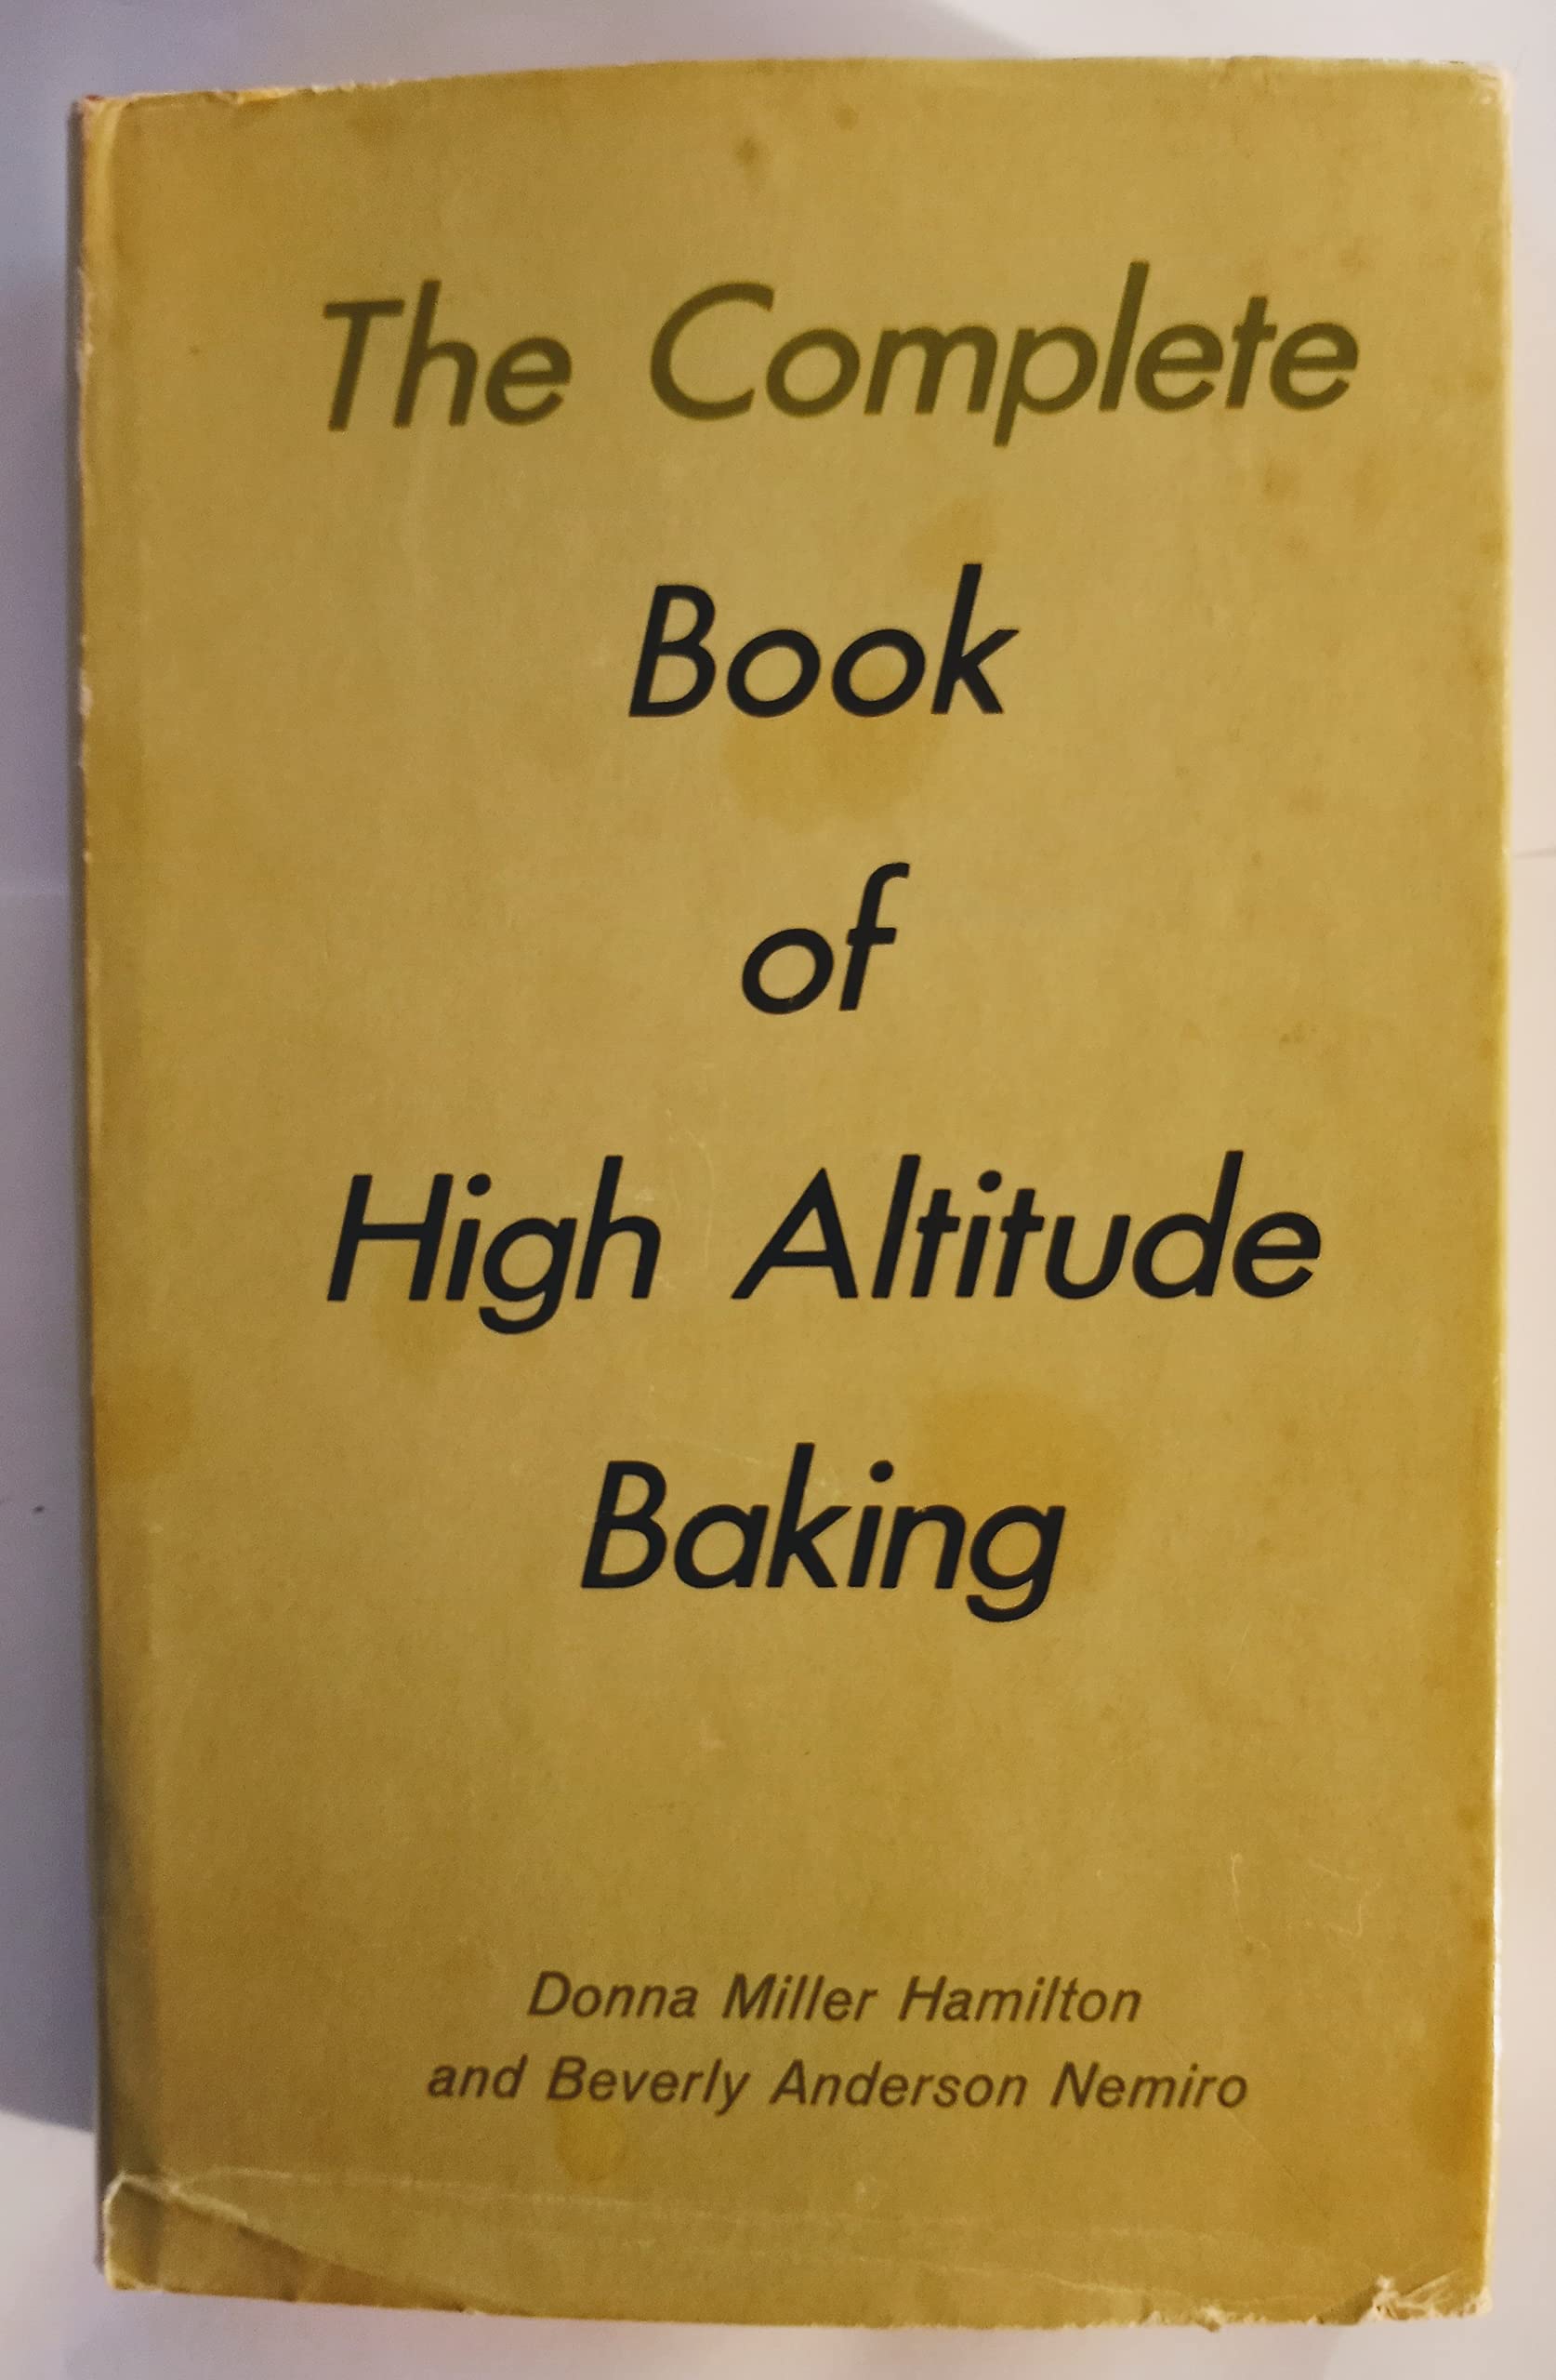 The Complete
Book
of
High Altitude
Baking
Donna Miller Hamilton
and Beverly Anderson Nemiro